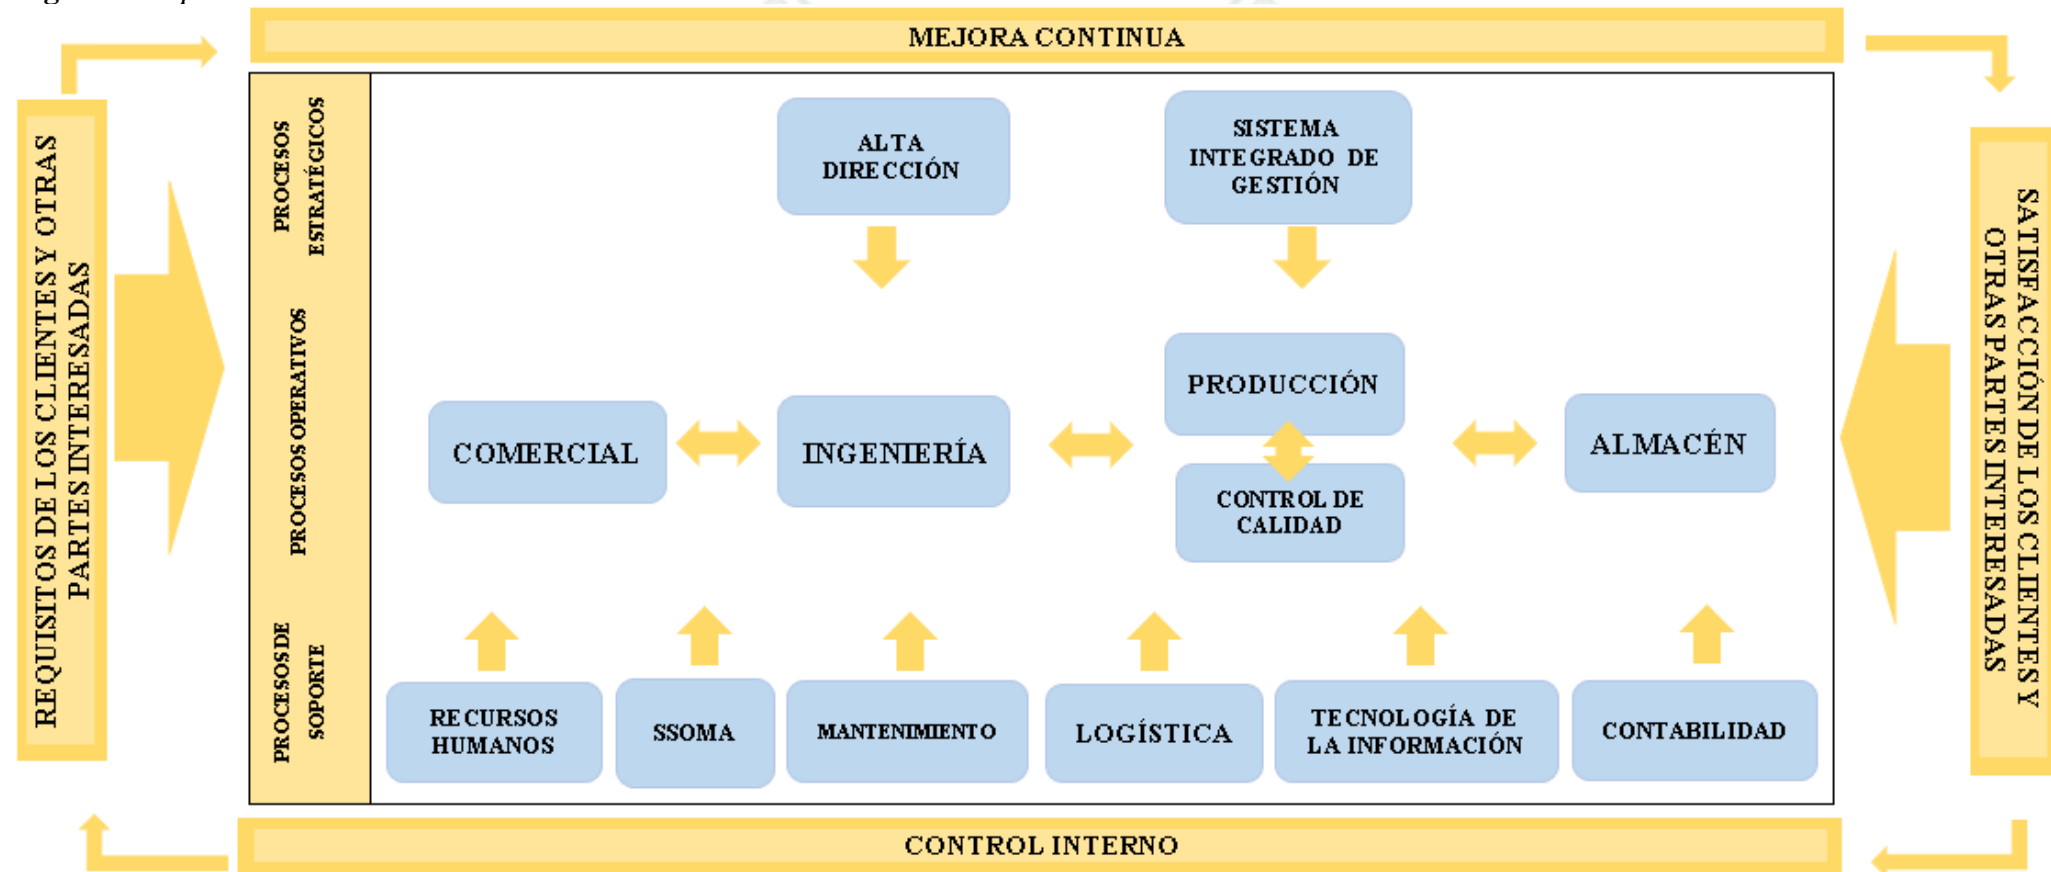 MEJORA CONTINUA
REQUISITOS DE LOS CLIENTES Y OTRAS
PARTES INTERESADAS
PROCESOS
ESTRATÉGICOS
ALTA
DIRECCIÓN
SISTEMA
INTEGRADO DE
GESTIÓN
PROCESOS OPERATIVOS
COMERCIAL
INGENIERÍA
PRODUCCIÓN
CONTROL DE
CALIDAD
ALMACÉN
PROCESOS DE
SOPORTE
RECURSOS
HUMANOS
SSOMA
MANTENIMIENTO
LOGÍSTICA
TECNOLOGÍA DE
LA INFORMACIÓN
CONTABILIDAD
SATISFACCIÓN DE LOS CLIENTES Y
OTRAS PARTES INTERESADAS
CONTROL INTERNO